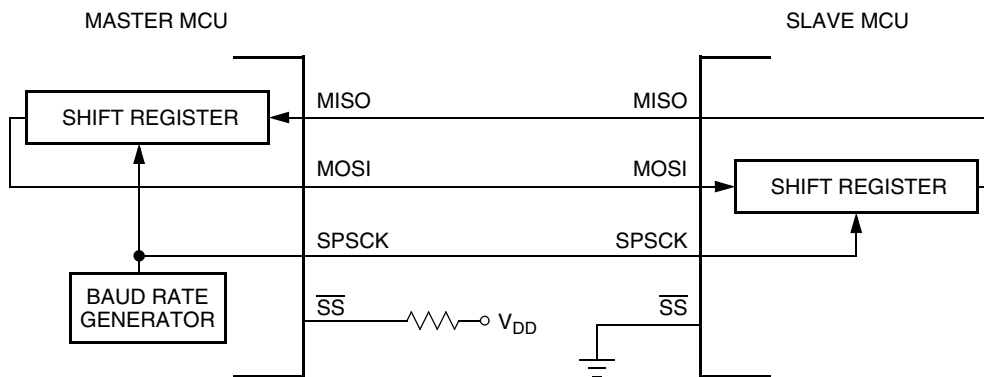 MASTER MCU
SLAVE MCU
MISO
MISO
SHIFT REGISTER
MOSI
MOSI
SHIFT REGISTER
SPSCK
SPSCK
BAUD RATE
GENERATOR
SS
VDD
SS